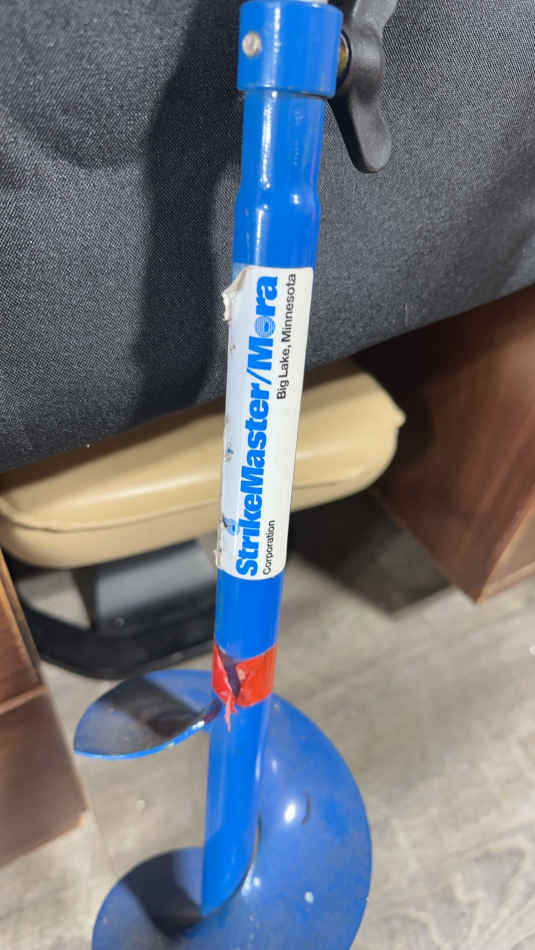 StrikeMaster/Mora
Corporation Big Lake, Minnesota